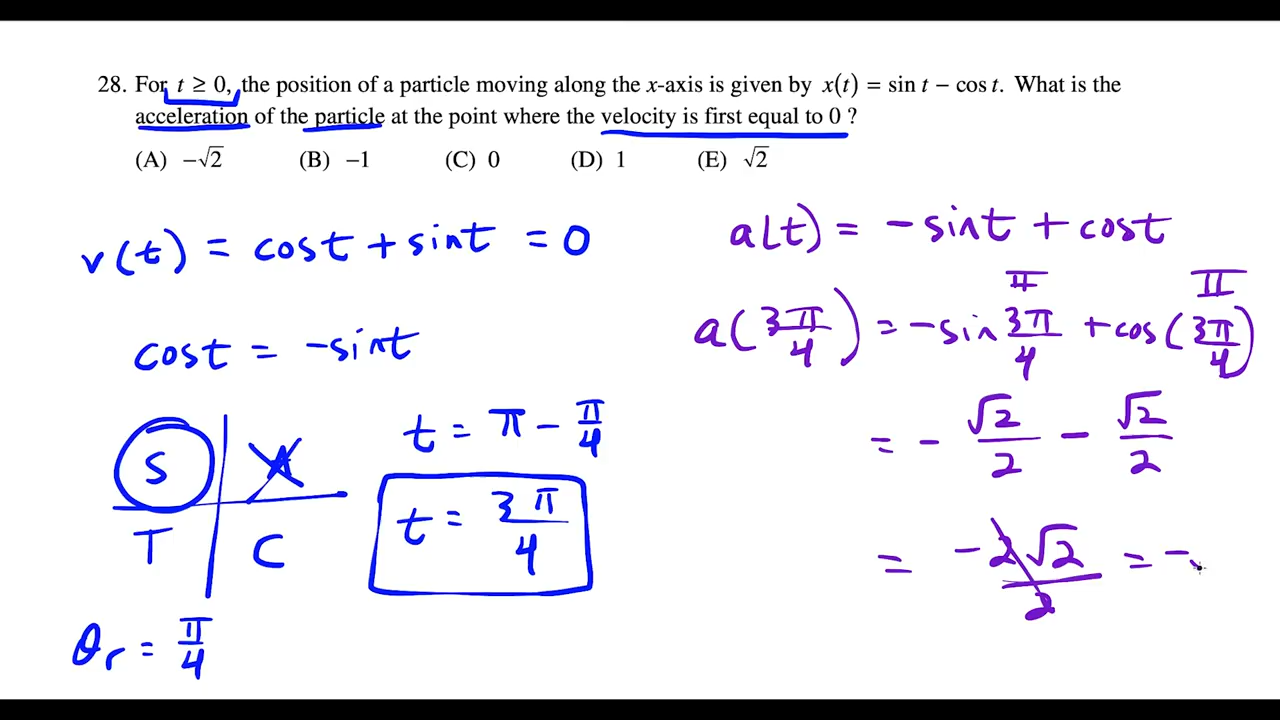 28. For t ≥ 0, the position of a particle moving along the x-axis is given by x(t) = sin t − cos t. What is the
acceleration of the particle at the point where the velocity is first equal to 0 ?
(A) −√2 (B) −1 (C) 0 (D) 1 (E) √2
v(t) = cost + sint = 0
cost = -sint
S A
T C
θr = π/4
t = π - π/4
t = 3π/4
a(t) = -sint + cost
π/4 II
a(3π/4) = -sin 3π/4 + cos(3π/4)
= - √2/2 - √2/2
= -2√2/2 = -